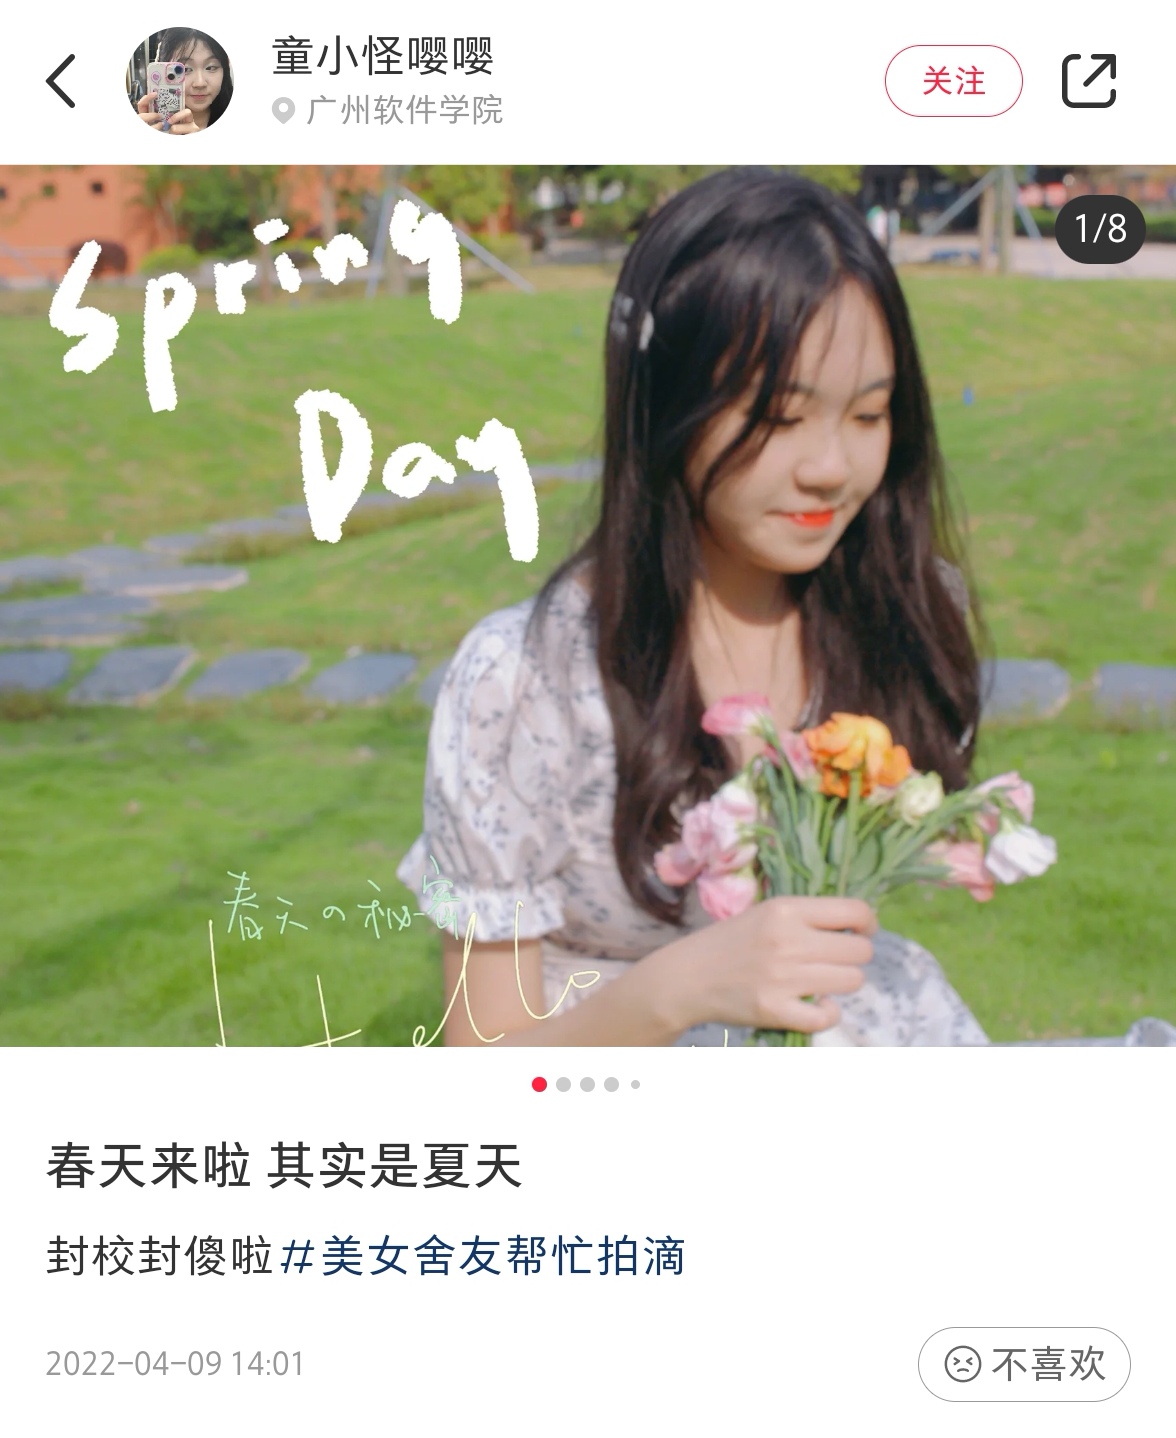 童小怪嘤嘤
广州软件学院
关注
1/8
Spring
Day
春天の秘密
Hello
春天来啦 其实是夏天
封校封傻啦#美女舍友帮忙拍滴
2022-04-09 14:01
不喜欢